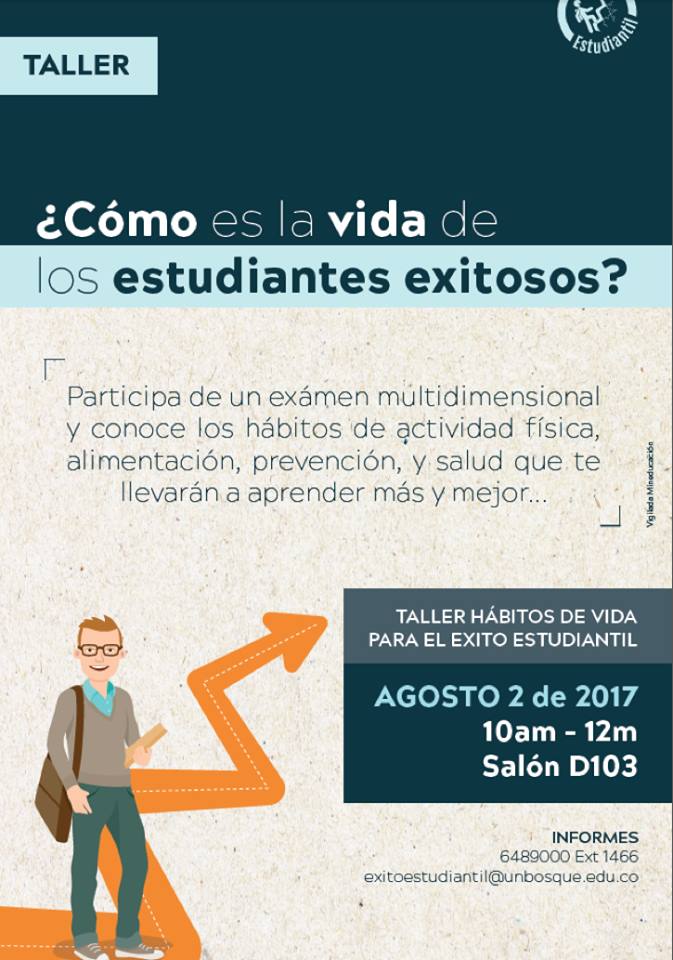 Estudiantil
TALLER
¿Cómo es la vida de
los estudiantes exitosos?
Participa de un exámen multidimensional
y conoce los hábitos de actividad física,
alimentación, prevención, y salud que te
llevarán a aprender más y mejor...
Vigilada Mineducación
TALLER HÁBITOS DE VIDA
PARA EL EXITO ESTUDIANTIL
AGOSTO 2 de 2017
10am - 12m
Salón D103
INFORMES
6489000 Ext 1466
exitoestudiantil@unbosque.edu.co